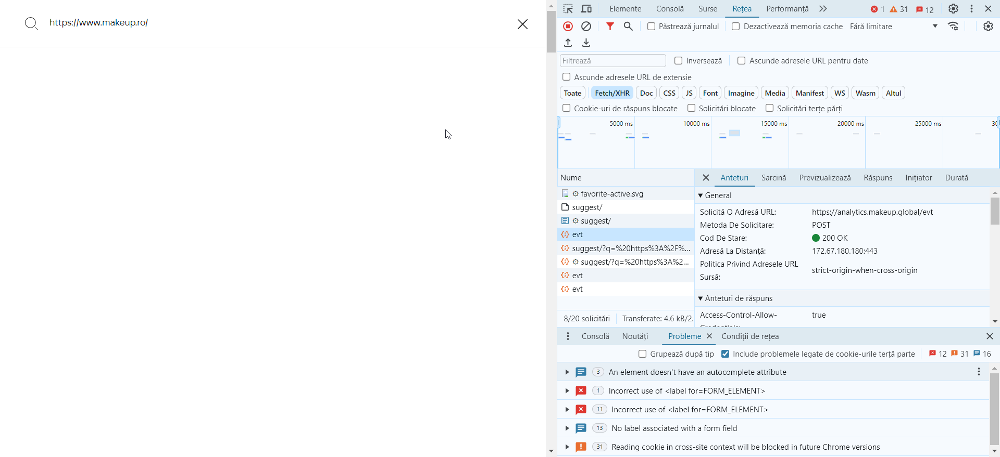 https://www.makeup.ro/
Elemente Consolă Surse Rețea Performanță 1 31 12
Păstrează jurnalul Dezactivează memoria cache Fără limitare
Filtrează Inversează Ascunde adresele URL pentru date
Ascunde adresele URL de extensie
Toate Fetch/XHR Doc CSS JS Font Imagine Media Manifest WS Wasm Altul
Cookie-uri de răspuns blocate Solicitări blocate Solicitări terțe părți
5000 ms 10000 ms 15000 ms 20000 ms 25000 ms 30
Nume
favorite-active.svg
suggest/
suggest/
evt
suggest/?q=%20https%3A%2F%...
suggest/?q=%20https%3A%2...
evt
evt
8/20 solicitări Transferate: 4.6 kB/2.
Anteturi Sarcină Previzualizează Răspuns Inițiator Durată
General
Solicită O Adresă URL: https://analytics.makeup.global/evt
Metoda De Solicitare: POST
Cod De Stare: 200 OK
Adresă La Distanță: 172.67.180.180:443
Politica Privind Adresele URL
Sursă: strict-origin-when-cross-origin
Anteturi de răspuns
Access-Control-Allow- true
Credentials:
Consolă Noutăți Probleme Condiții de rețea
Grupează după tip Include problemele legate de cookie-urile terță parte 12 31 16
3 An element doesn't have an autocomplete attribute
1 Incorrect use of <label for=FORM_ELEMENT>
11 Incorrect use of <label for=FORM_ELEMENT>
13 No label associated with a form field
31 Reading cookie in cross-site context will be blocked in future Chrome versions